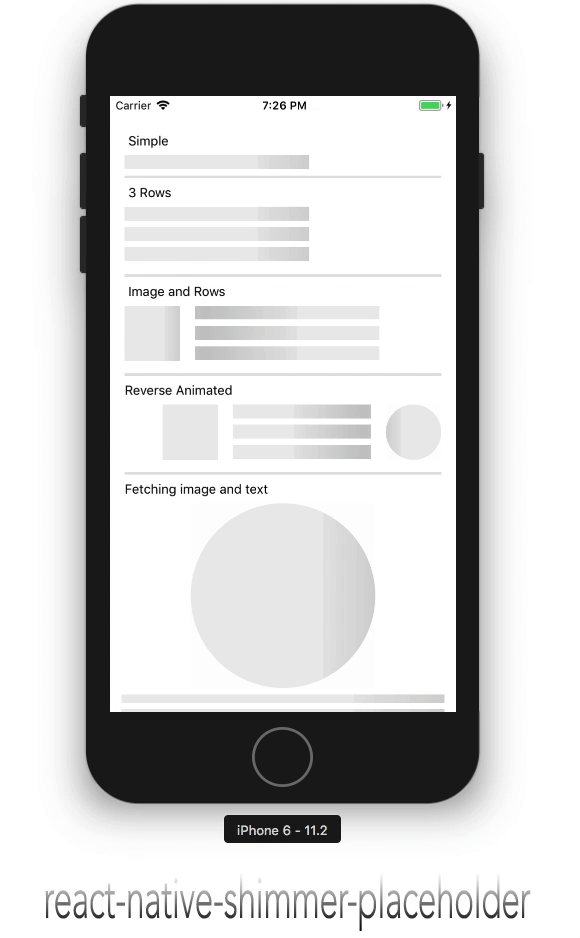 Carrier 7:26 PM
Simple
3 Rows
Image and Rows
Reverse Animated
Fetching image and text
iPhone 6 - 11.2
react-native-shimmer-placeholder